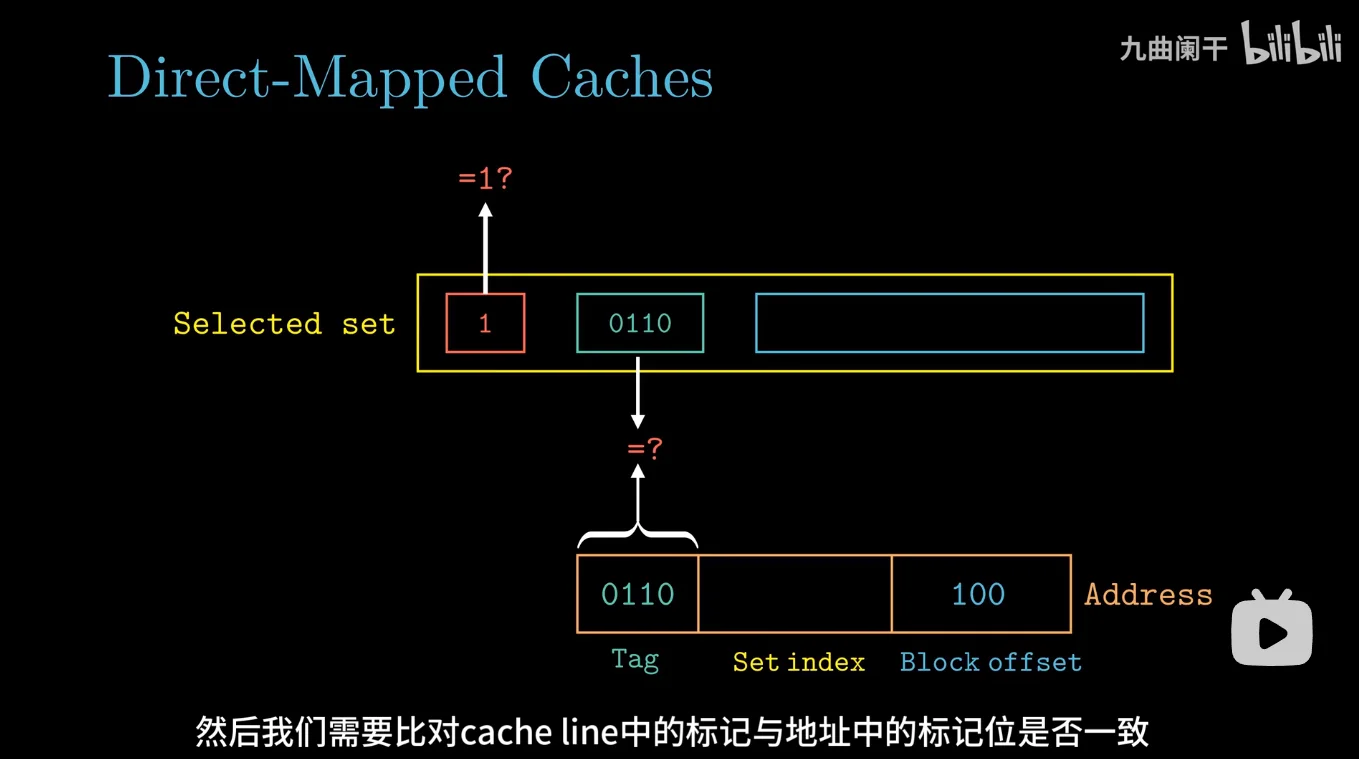 九曲阑干 bilibili
Direct-Mapped Caches
=1?
Selected set 1 0110
=?
0110 100 Address
Tag Set index Block offset
然后我们需要比对cache line中的标记与地址中的标记位是否一致